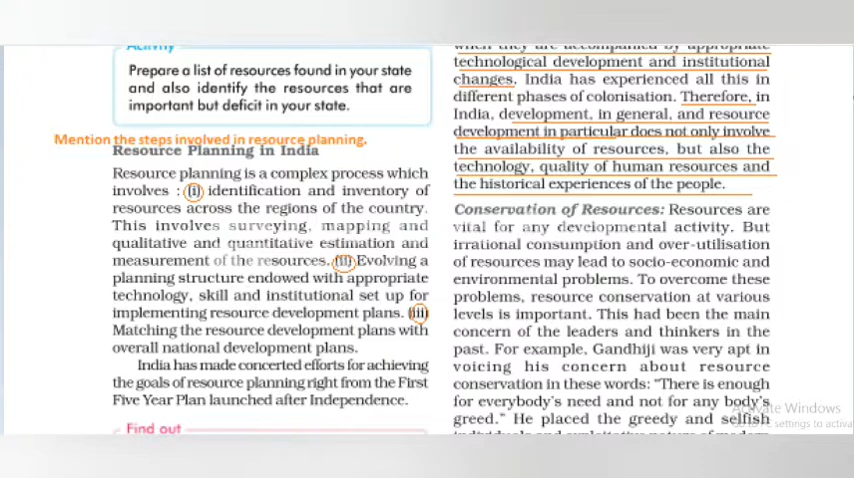 Activity
Prepare a list of resources found in your state
and also identify the resources that are
important but deficit in your state.
Mention the steps involved in resource planning.
Resource Planning in India
Resource planning is a complex process which
involves : (i) identification and inventory of
resources across the regions of the country.
This involves surveying, mapping and
qualitative and quantitative estimation and
measurement of the resources. (ii) Evolving a
planning structure endowed with appropriate
technology, skill and institutional set up for
implementing resource development plans. (iii)
Matching the resource development plans with
overall national development plans.
India has made concerted efforts for achieving
the goals of resource planning right from the First
Five Year Plan launched after Independence.
Find out
when they are accompanied by appropriate
technological development and institutional
changes. India has experienced all this in
different phases of colonisation. Therefore, in
India, development, in general, and resource
development in particular does not only involve
the availability of resources, but also the
technology, quality of human resources and
the historical experiences of the people.
Conservation of Resources: Resources are
vital for any developmental activity. But
irrational consumption and over-utilisation
of resources may lead to socio-economic and
environmental problems. To overcome these
problems, resource conservation at various
levels is important. This had been the main
concern of the leaders and thinkers in the
past. For example, Gandhiji was very apt in
voicing his concern about resource
conservation in these words: "There is enough
for everybody's need and not for any body's
greed." He placed the greedy and selfish
Activate Windows
Go to PC settings to activa